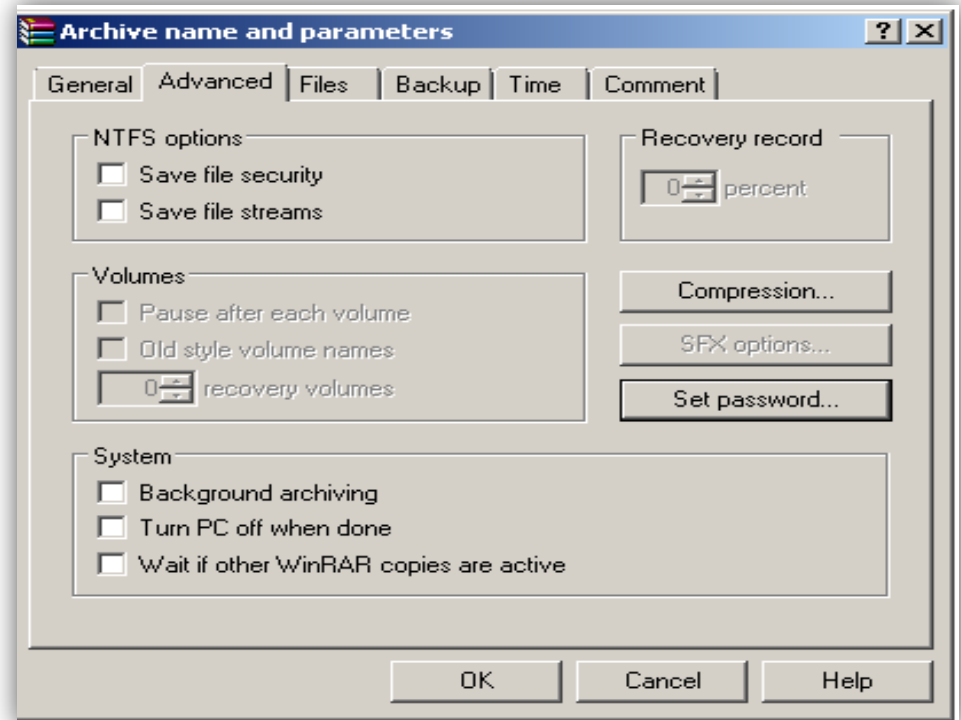 Archive name and parameters
General Advanced Files Backup Time Comment
NTFS options
Save file security
Save file streams
Recovery record
0 percent
Volumes
Pause after each volume
Old style volume names
0 recovery volumes
Compression...
SFX options...
Set password...
System
Background archiving
Turn PC off when done
Wait if other WinRAR copies are active
OK Cancel Help